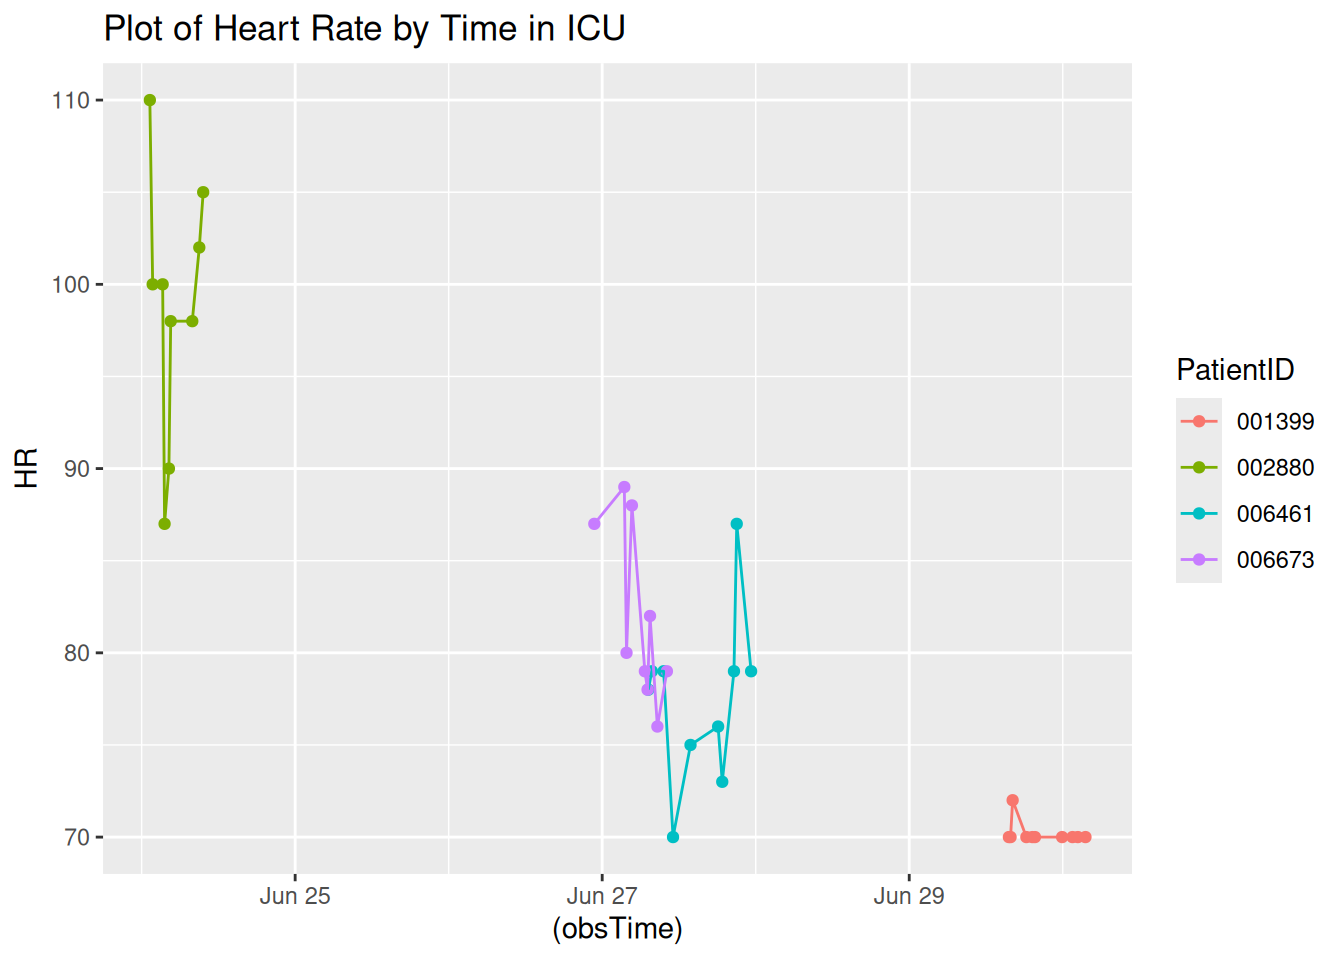 Plot of Heart Rate by Time in ICU
110
100
90
80
70
HR
Jun 25
Jun 27
Jun 29
(obsTime)
PatientID
001399
002880
006461
006673